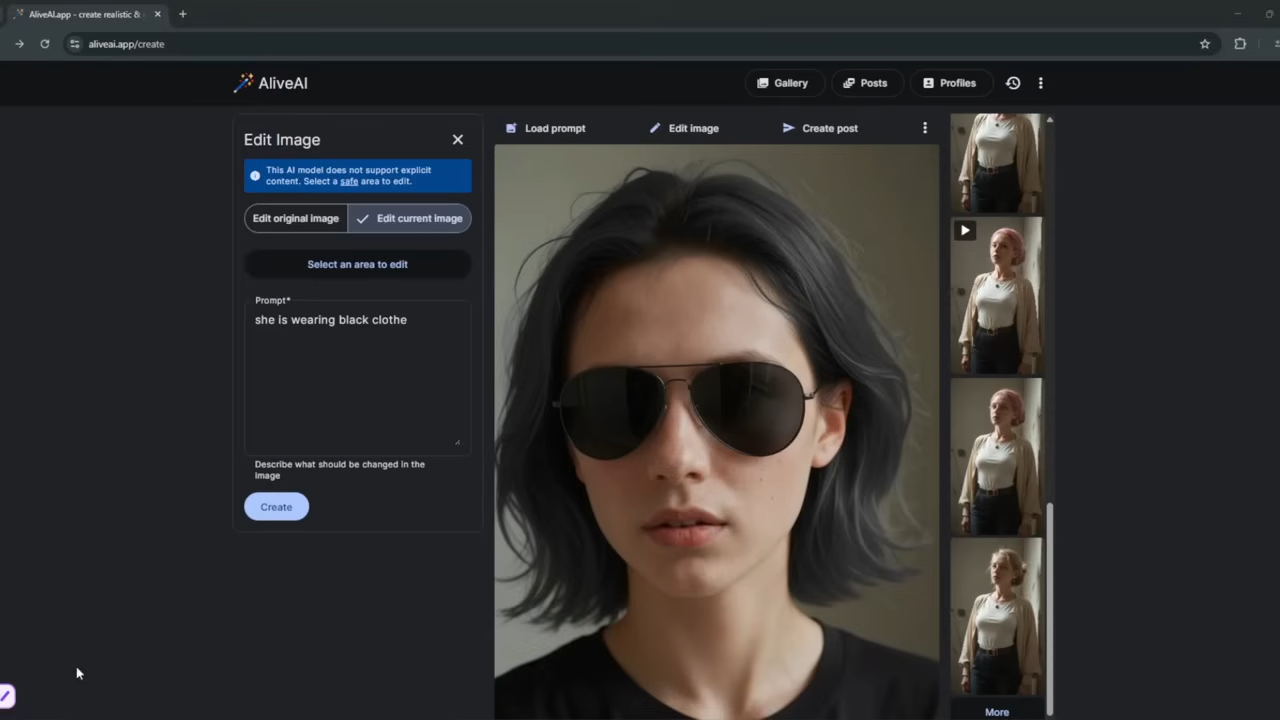 AliveAI.app - create realistic &
aliveai.app/create
AliveAI
Gallery
Posts
Profiles
Edit Image
This AI model does not support explicit
content. Select a safe area to edit.
Edit original image
Edit current image
Select an area to edit
Prompt*
she is wearing black clothe
Describe what should be changed in the
image
Create
Load prompt
Edit image
Create post
More